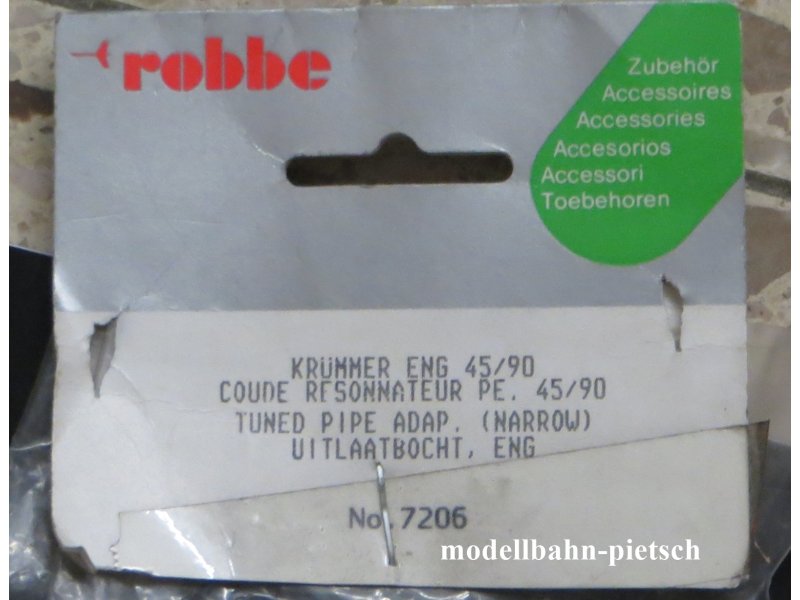 robbe
Zubehör
Accessoires
Accessories
Accesorios
Accessori
Toebehoren
KRÜMMER ENG 45/90
COUDE RESONNATEUR PE. 45/90
TUNED PIPE ADAP. (NARROW)
UITLAATBOCHT, ENG
No. 7206
modellbahn-pietsch